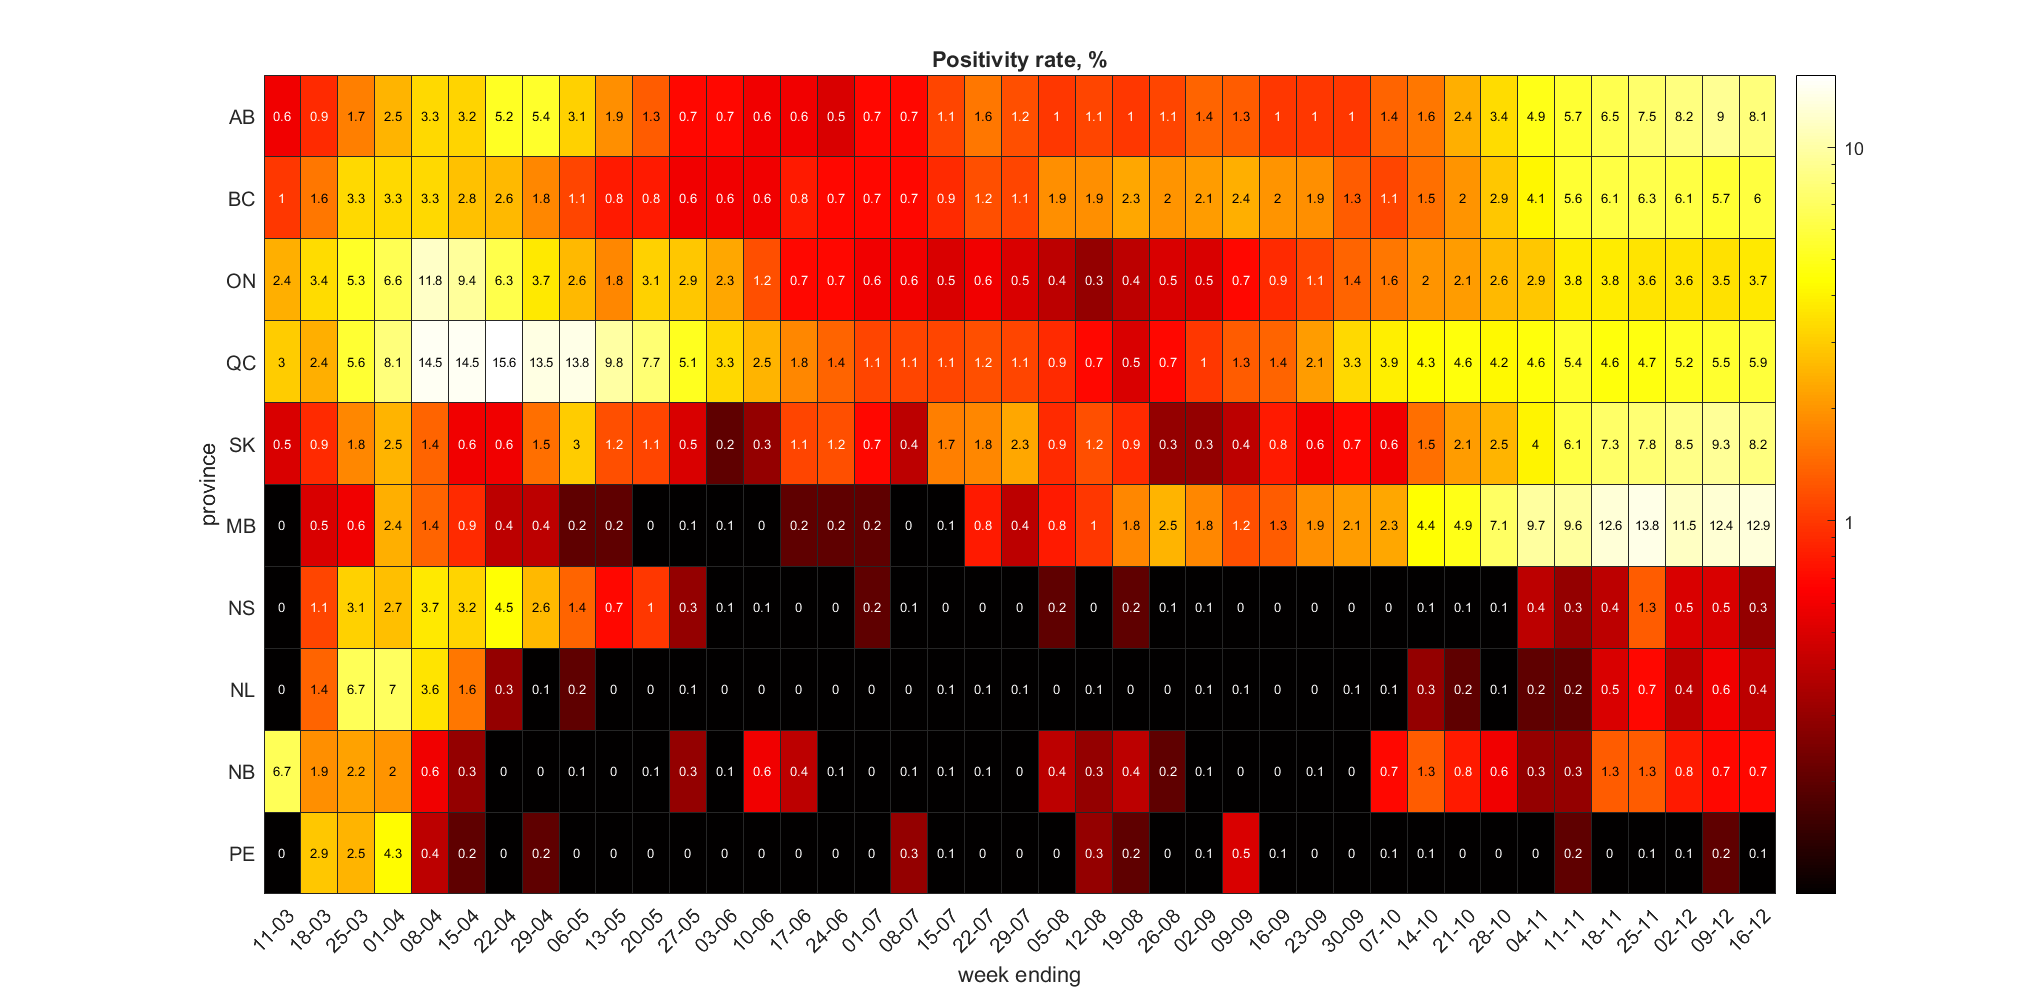 Positivity rate, %
AB 0.6 0.9 1.7 2.5 3.3 3.2 5.2 5.4 3.1 1.9 1.3 0.7 0.7 0.6 0.6 0.5 0.7 0.7 1.1 1.6 1.2 1 1.1 1 1.1 1.4 1.3 1 1 1 1.4 1.6 2.4 3.4 4.9 5.7 6.5 7.5 8.2 9 8.1
10
BC 1 1.6 3.3 3.3 3.3 2.8 2.6 1.8 1.1 0.8 0.8 0.6 0.6 0.6 0.8 0.7 0.7 0.7 0.9 1.2 1.1 1.9 1.9 2.3 2 2.1 2.4 2 1.9 1.3 1.1 1.5 2 2.9 4.1 5.6 6.1 6.3 6.1 5.7 6
ON 2.4 3.4 5.3 6.6 11.8 9.4 6.3 3.7 2.6 1.8 3.1 2.9 2.3 1.2 0.7 0.7 0.6 0.6 0.5 0.6 0.5 0.4 0.3 0.4 0.5 0.5 0.7 0.9 1.1 1.4 1.6 2 2.1 2.6 2.9 3.8 3.8 3.6 3.6 3.5 3.7
QC 3 2.4 5.6 8.1 14.5 14.5 15.6 13.5 13.8 9.8 7.7 5.1 3.3 2.5 1.8 1.4 1.1 1.1 1.1 1.2 1.1 0.9 0.7 0.5 0.7 1 1.3 1.4 2.1 3.3 3.9 4.3 4.6 4.2 4.6 5.4 4.6 4.7 5.2 5.5 5.9
SK 0.5 0.9 1.8 2.5 1.4 0.6 0.6 1.5 3 1.2 1.1 0.5 0.2 0.3 1.1 1.2 0.7 0.4 1.7 1.8 2.3 0.9 1.2 0.9 0.3 0.3 0.4 0.8 0.6 0.7 0.6 1.5 2.1 2.5 4 6.1 7.3 7.8 8.5 9.3 8.2
province
MB 0 0.5 0.6 2.4 1.4 0.9 0.4 0.4 0.2 0.2 0 0.1 0.1 0 0.2 0.2 0.2 0 0.1 0.8 0.4 0.8 1 1.8 2.5 1.8 1.2 1.3 1.9 2.1 2.3 4.4 4.9 7.1 9.7 9.6 12.6 13.8 11.5 12.4 12.9
1
NS 0 1.1 3.1 2.7 3.7 3.2 4.5 2.6 1.4 0.7 1 0.3 0.1 0.1 0 0 0.2 0.1 0 0 0 0.2 0 0.2 0.1 0.1 0 0 0 0 0 0.1 0.1 0.1 0.4 0.3 0.4 1.3 0.5 0.5 0.3
NL 0 1.4 6.7 7 3.6 1.6 0.3 0.1 0.2 0 0 0.1 0 0 0 0 0 0 0.1 0.1 0.1 0 0.1 0 0 0.1 0.1 0 0 0.1 0.1 0.3 0.2 0.1 0.2 0.2 0.5 0.7 0.4 0.6 0.4
NB 6.7 1.9 2.2 2 0.6 0.3 0 0 0.1 0 0.1 0.3 0.1 0.6 0.4 0.1 0 0.1 0.1 0.1 0 0.4 0.3 0.4 0.2 0.1 0 0 0.1 0 0.7 1.3 0.8 0.6 0.3 0.3 1.3 1.3 0.8 0.7 0.7
PE 0 2.9 2.5 4.3 0.4 0.2 0 0.2 0 0 0 0 0 0 0 0 0 0.3 0.1 0 0 0 0.3 0.2 0 0.1 0.5 0.1 0 0 0.1 0.1 0 0 0 0.2 0 0.1 0.1 0.2 0.1
11-03 18-03 25-03 01-04 08-04 15-04 22-04 29-04 06-05 13-05 20-05 27-05 03-06 10-06 17-06 24-06 01-07 08-07 15-07 22-07 29-07 05-08 12-08 19-08 26-08 02-09 09-09 16-09 23-09 30-09 07-10 14-10 21-10 28-10 04-11 11-11 18-11 25-11 02-12 09-12 16-12
week ending